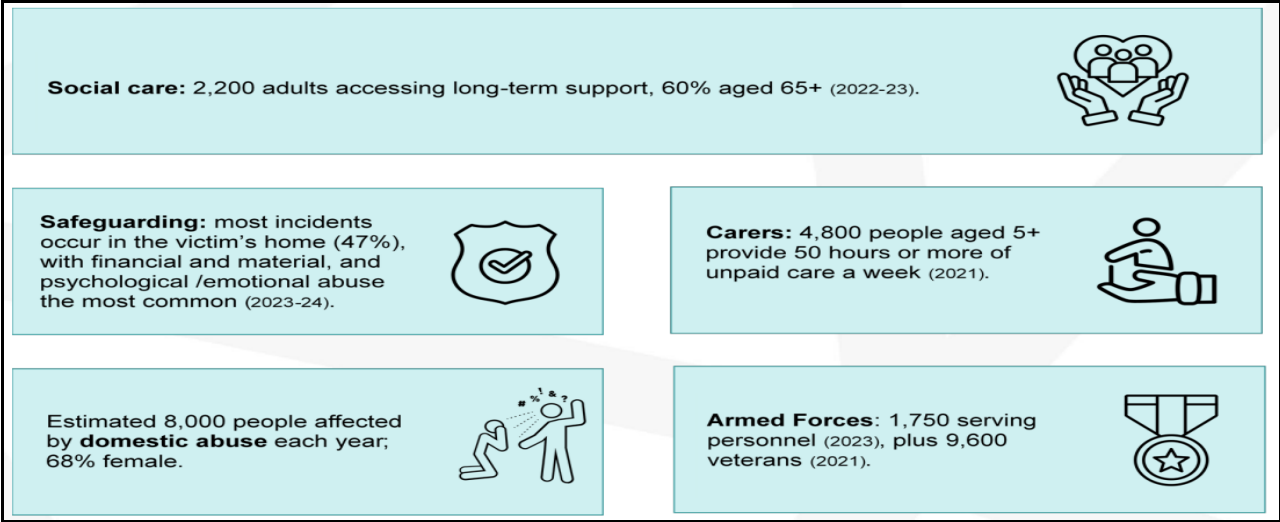 Social care: 2,200 adults accessing long-term support, 60% aged 65+ (2022-23).
Safeguarding: most incidents
occur in the victim's home (47%),
with financial and material, and
psychological /emotional abuse
the most common (2023-24).
Carers: 4,800 people aged 5+
provide 50 hours or more of
unpaid care a week (2021).
Estimated 8,000 people affected
by domestic abuse each year;
68% female.
# % ! & ?
Armed Forces: 1,750 serving
personnel (2023), plus 9,600
veterans (2021).